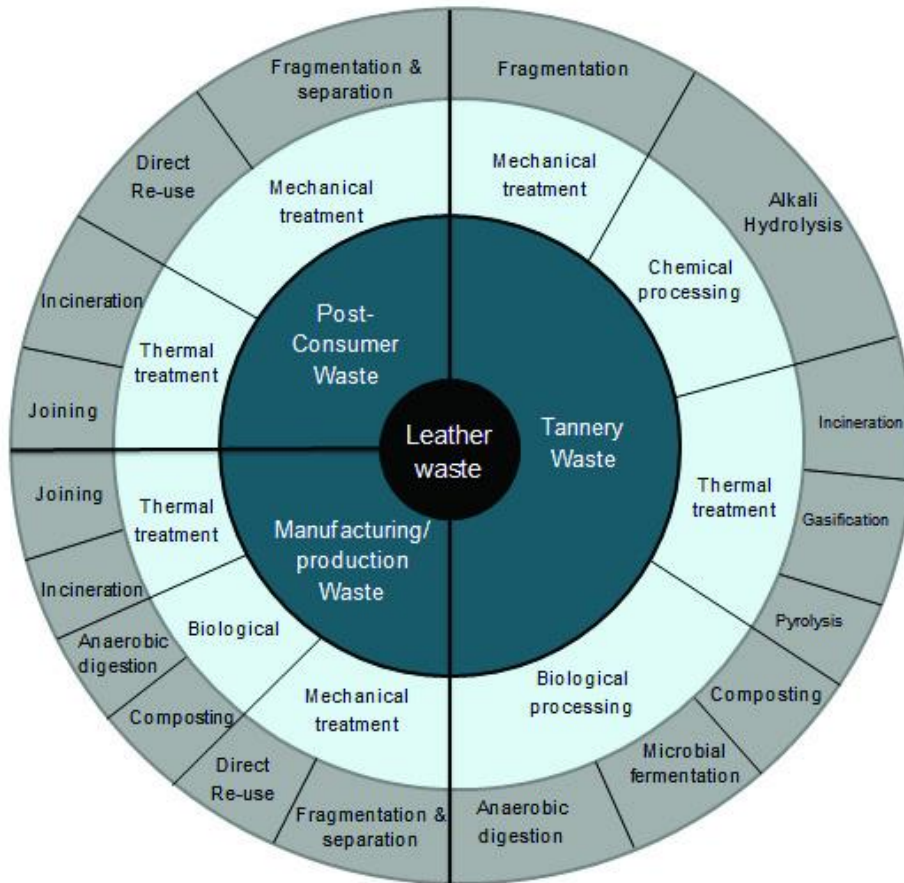 Fragmentation &
separation
Fragmentation
Direct
Re-use
Mechanical
treatment
Mechanical
treatment
Alkali
Hydrolysis
Chemical
processing
Incineration
Post-
Consumer
Waste
Thermal
treatment
Joining
Leather
waste
Tannery
Waste
Incineration
Joining
Thermal
treatment
Thermal
treatment
Gasification
Manufacturing/
production
Waste
Incineration
Biological
Pyrolysis
Anaerobic
digestion
Mechanical
treatment
Biological
processing
Composting
Composting
Direct
Re-use
Microbial
fermentation
Fragmentation &
separation
Anaerobic
digestion